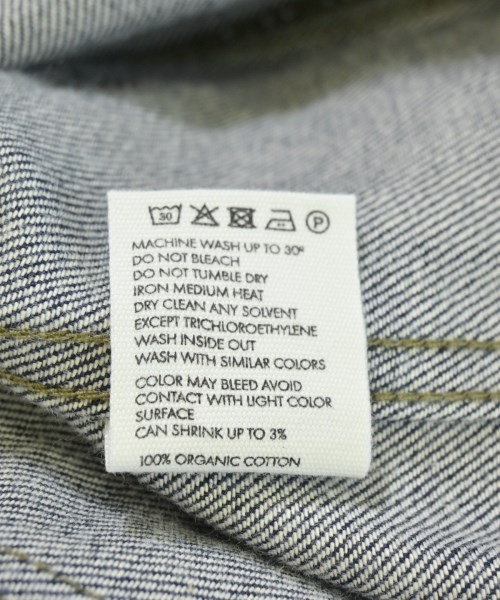 30 P
MACHINE WASH UP TO 30°
DO NOT BLEACH
DO NOT TUMBLE DRY
IRON MEDIUM HEAT
DRY CLEAN ANY SOLVENT
EXCEPT TRICHLOROETHYLENE
WASH INSIDE OUT
WASH WITH SIMILAR COLORS
COLOR MAY BLEED AVOID
CONTACT WITH LIGHT COLOR
SURFACE
CAN SHRINK UP TO 3%
100% ORGANIC COTTON